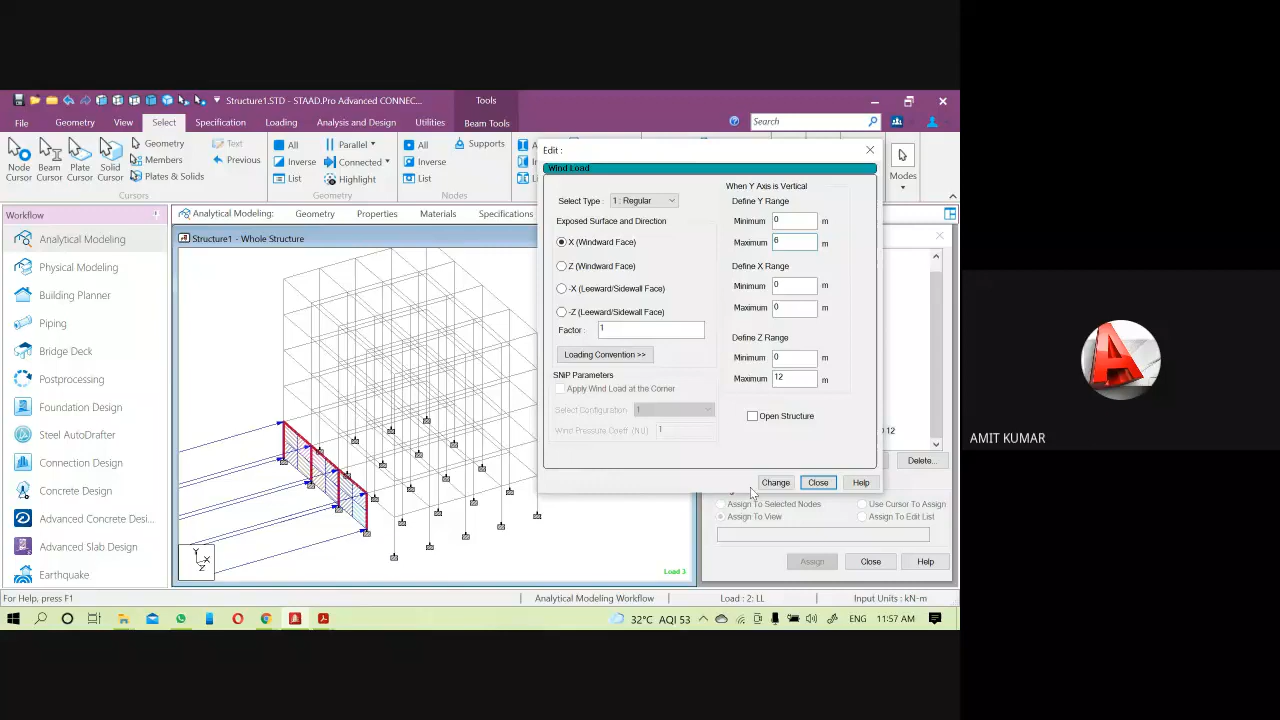 Structure1.STD - STAAD.Pro Advanced CONNEC...
Tools
File
Geometry
View
Select
Specification
Loading
Analysis and Design
Utilities
Beam Tools
Search
Node Cursor
Beam Cursor
Plate Cursor
Solid Cursor
Geometry
Members
Plates & Solids
Text
Previous
Cursors
All
Inverse
List
Parallel
Connected
Highlight
Geometry
All
Inverse
List
Nodes
Supports
Modes
Workflow
Analytical Modeling
Physical Modeling
Building Planner
Piping
Bridge Deck
Postprocessing
Foundation Design
Steel AutoDrafter
Connection Design
Concrete Design
Advanced Concrete Desi...
Advanced Slab Design
Earthquake
Analytical Modeling:
Geometry
Properties
Materials
Specifications
Structure1 - Whole Structure
Y
X
Z
Load 3
Edit :
Wind Load
Select Type :
1 : Regular
Exposed Surface and Direction
X (Windward Face)
Z (Windward Face)
-X (Leeward/Sidewall Face)
-Z (Leeward/Sidewall Face)
Factor :
1
Loading Convention >>
SNiP Parameters
Apply Wind Load at the Corner
Select Configuration
1
Wind Pressure Coeff. (N.u)
1
When Y Axis is Vertical
Define Y Range
Minimum 0 m
Maximum 6 m
Define X Range
Minimum 0 m
Maximum 0 m
Define Z Range
Minimum 0 m
Maximum 12 m
Open Structure
Change
Close
Help
0 12
Delete...
Assign To Selected Nodes
Use Cursor To Assign
Assign To View
Assign To Edit List
Assign
Close
Help
For Help, press F1
Analytical Modeling Workflow
Load : 2: LL
Input Units : kN-m
32°C AQI 53
ENG
11:57 AM
AMIT KUMAR